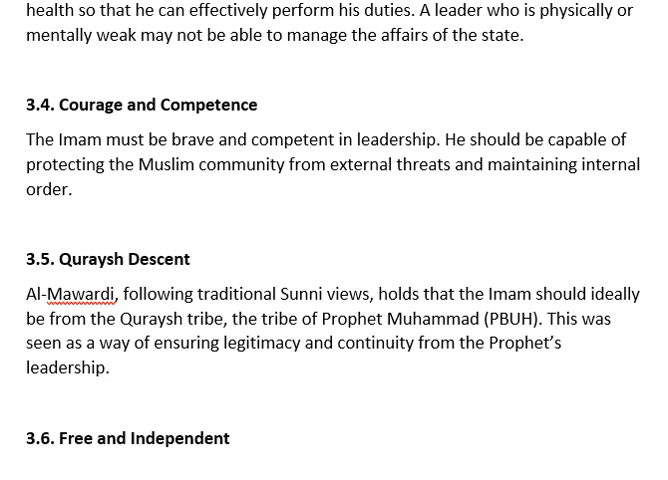 health so that he can effectively perform his duties. A leader who is physically or
mentally weak may not be able to manage the affairs of the state.
3.4. Courage and Competence
The Imam must be brave and competent in leadership. He should be capable of
protecting the Muslim community from external threats and maintaining internal
order.
3.5. Quraysh Descent
Al-Mawardi, following traditional Sunni views, holds that the Imam should ideally
be from the Quraysh tribe, the tribe of Prophet Muhammad (PBUH). This was
seen as a way of ensuring legitimacy and continuity from the Prophet’s
leadership.
3.6. Free and Independent